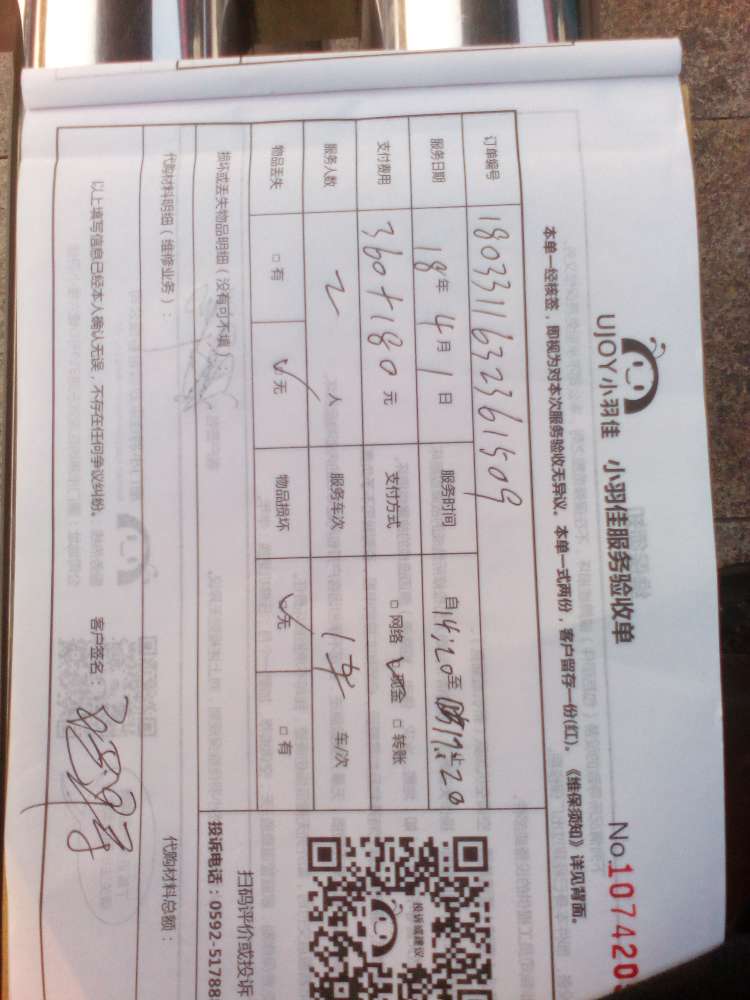 UJOY小羽佳 小羽佳服务验收单 No.107420
本单一经核签，即视为对本次服务验收无异议。本单一式两份，客户留存一份(红)。《维保须知》详见背面。
订单编号 1803311632361509
服务日期 18年 4月 1日 服务时间 自14:20至 17:20
支付费用 360+180元 支付方式 □网络 ☑现金 □转账
服务人数 2 人 服务车次 1车 车/次
物品丢失 □有 ☑无 物品损坏 ☑无 □有
投诉或建议
扫码评价或投诉
投诉电话：0592-51788
损坏或丢失物品明细（没有可不填）：
代购材料明细（维修业务）： 代购材料总额：
以上填写信息已经本人确认无误，不存在任何争议纠纷。 客户签名：